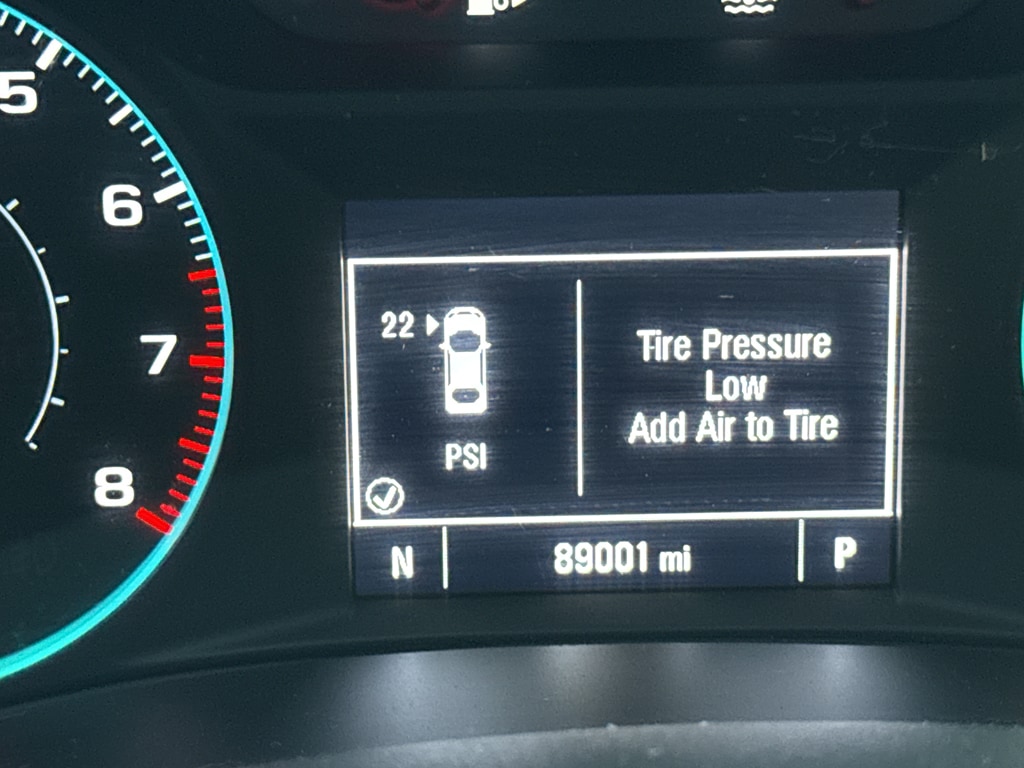 5
6
7
8
22
PSI
Tire Pressure
Low
Add Air to Tire
N
89001 mi
P